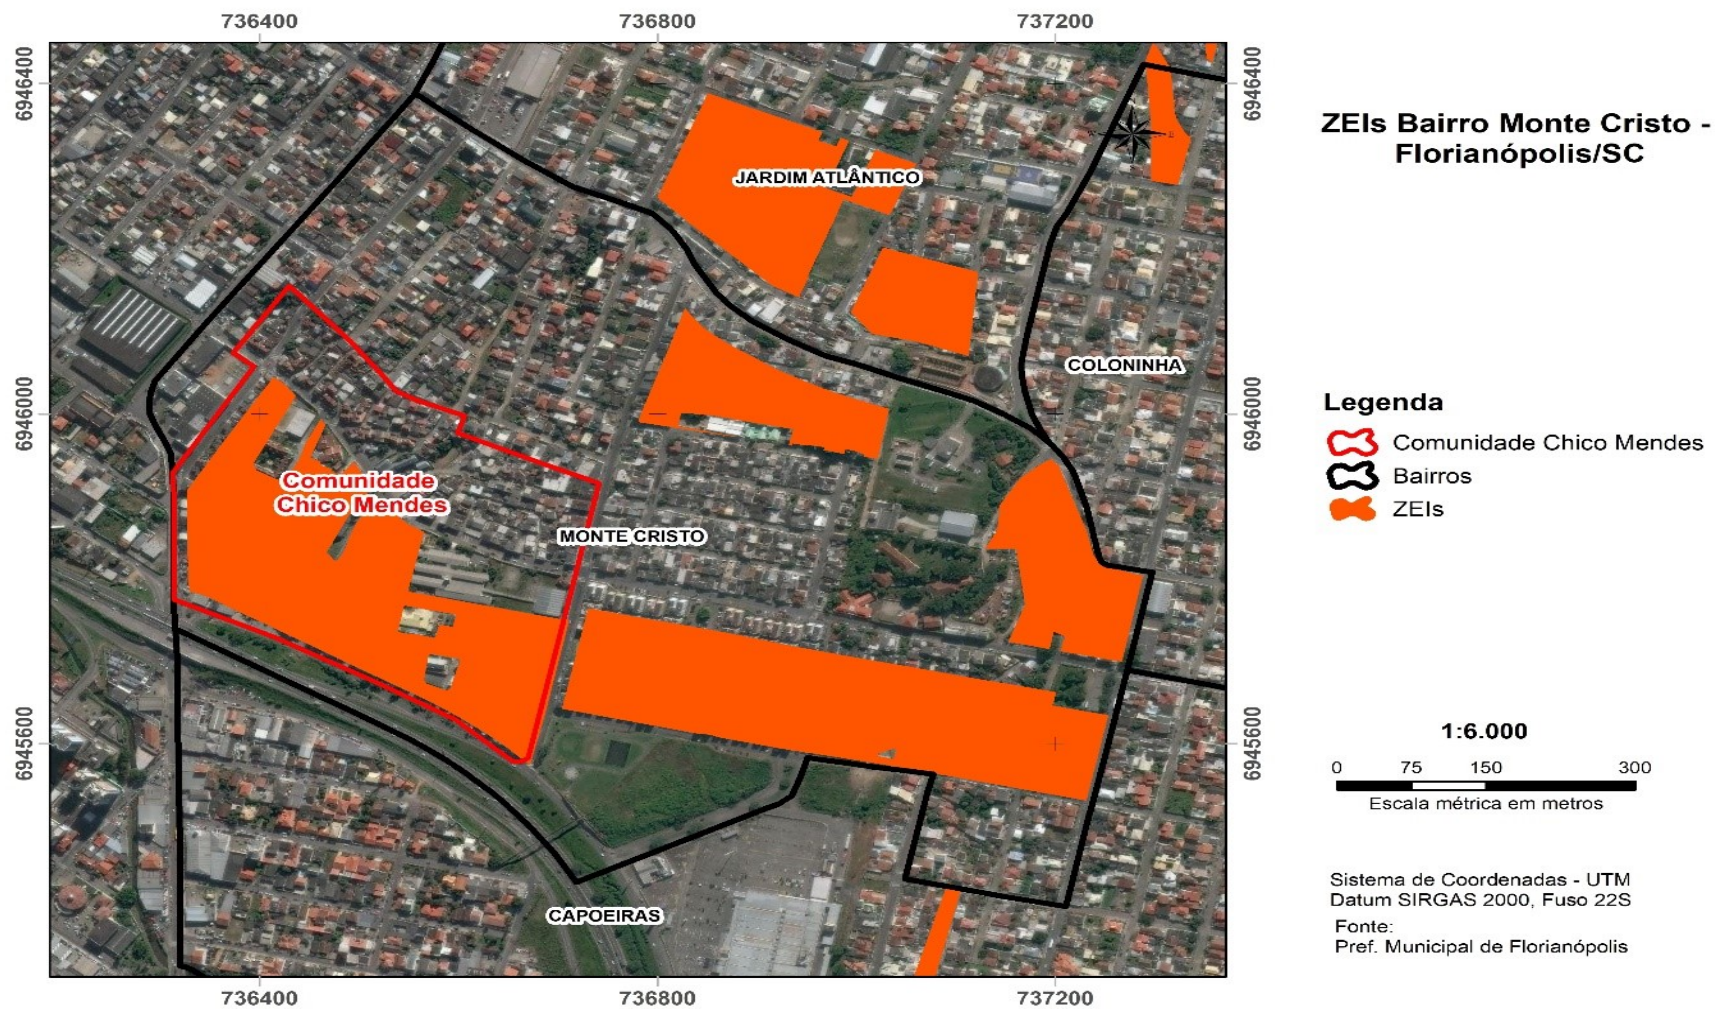 736400
736800
737200
6946400
6946400
ZEIs Bairro Monte Cristo -
Florianópolis/SC
JARDIM ATLÂNTICO
COLONINHA
6946000
6946000
Legenda
Comunidade Chico Mendes
Bairros
ZEIs
Comunidade
Chico Mendes
MONTE CRISTO
6945600
6945600
1:6.000
0 75 150 300
Escala métrica em metros
CAPOEIRAS
Sistema de Coordenadas - UTM
Datum SIRGAS 2000, Fuso 22S
Fonte:
Pref. Municipal de Florianópolis
736400
736800
737200